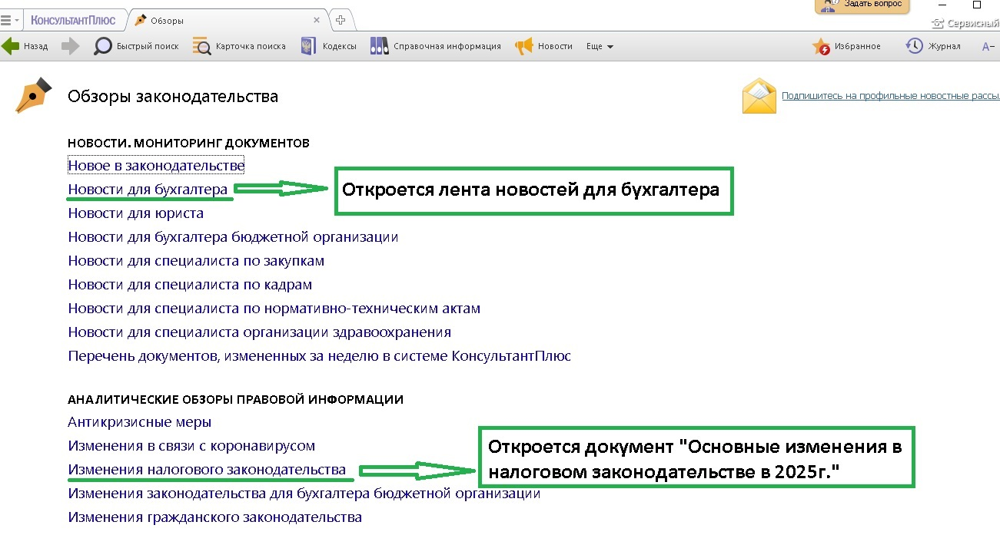 Задать вопрос
КонсультантПлюс
Обзоры
Сервисный
Назад
Быстрый поиск
Карточка поиска
Кодексы
Справочная информация
Новости
Еще
Избранное
Журнал
А−
Обзоры законодательства
Подпишитесь на профильные новостные рассы
НОВОСТИ. МОНИТОРИНГ ДОКУМЕНТОВ
Новое в законодательстве
Новости для бухгалтера
Откроется лента новостей для бухгалтера
Новости для юриста
Новости для бухгалтера бюджетной организации
Новости для специалиста по закупкам
Новости для специалиста по кадрам
Новости для специалиста по нормативно-техническим актам
Новости для специалиста организации здравоохранения
Перечень документов, измененных за неделю в системе КонсультантПлюс
АНАЛИТИЧЕСКИЕ ОБЗОРЫ ПРАВОВОЙ ИНФОРМАЦИИ
Антикризисные меры
Изменения в связи с коронавирусом
Изменения налогового законодательства
Откроется документ "Основные изменения в
налоговом законодательстве в 2025г."
Изменения законодательства для бухгалтера бюджетной организации
Изменения гражданского законодательства